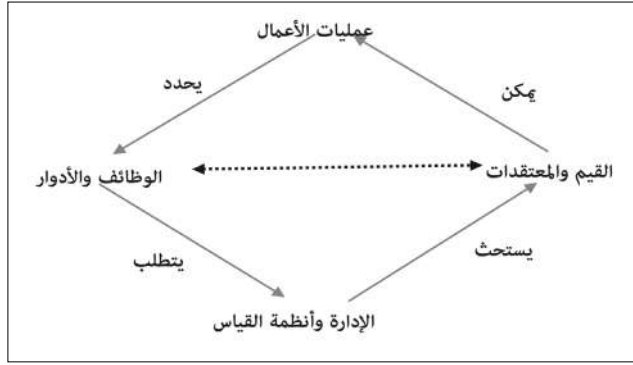 عمليات الأعمال
يمكن
يحدد
القيم والمعتقدات
الوظائف والأدوار
يستحث
يتطلب
الإدارة وأنظمة القياس